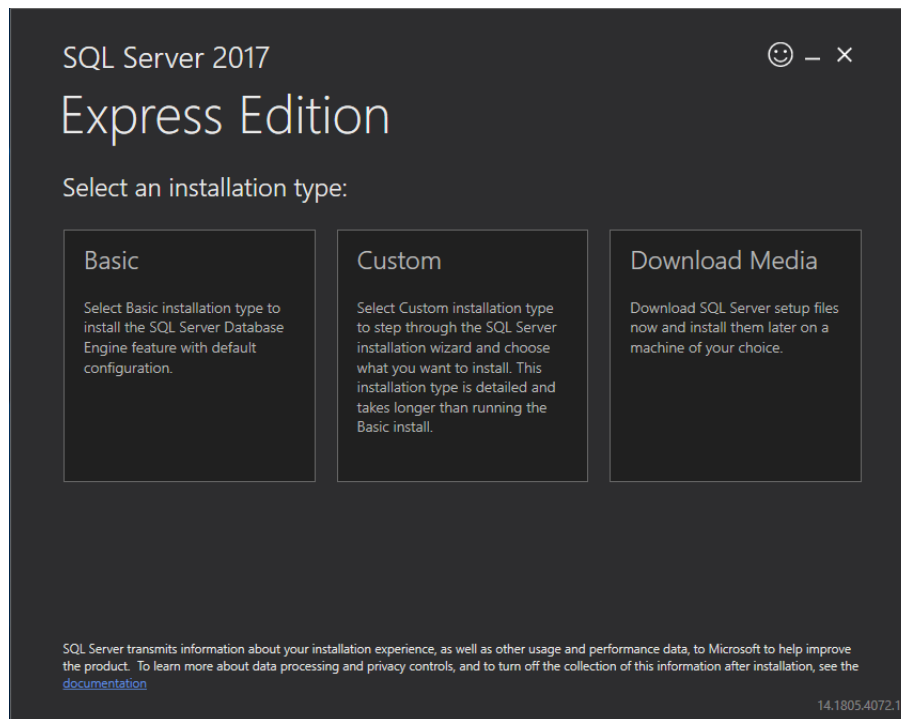 SQL Server 2017
Express Edition
Select an installation type:
Basic
Select Basic installation type to
install the SQL Server Database
Engine feature with default
configuration.
Custom
Select Custom installation type
to step through the SQL Server
installation wizard and choose
what you want to install. This
installation type is detailed and
takes longer than running the
Basic install.
Download Media
Download SQL Server setup files
now and install them later on a
machine of your choice.
SQL Server transmits information about your installation experience, as well as other usage and performance data, to Microsoft to help improve
the product.  To learn more about data processing and privacy controls, and to turn off the collection of this information after installation, see the
documentation
14.1805.4072.1